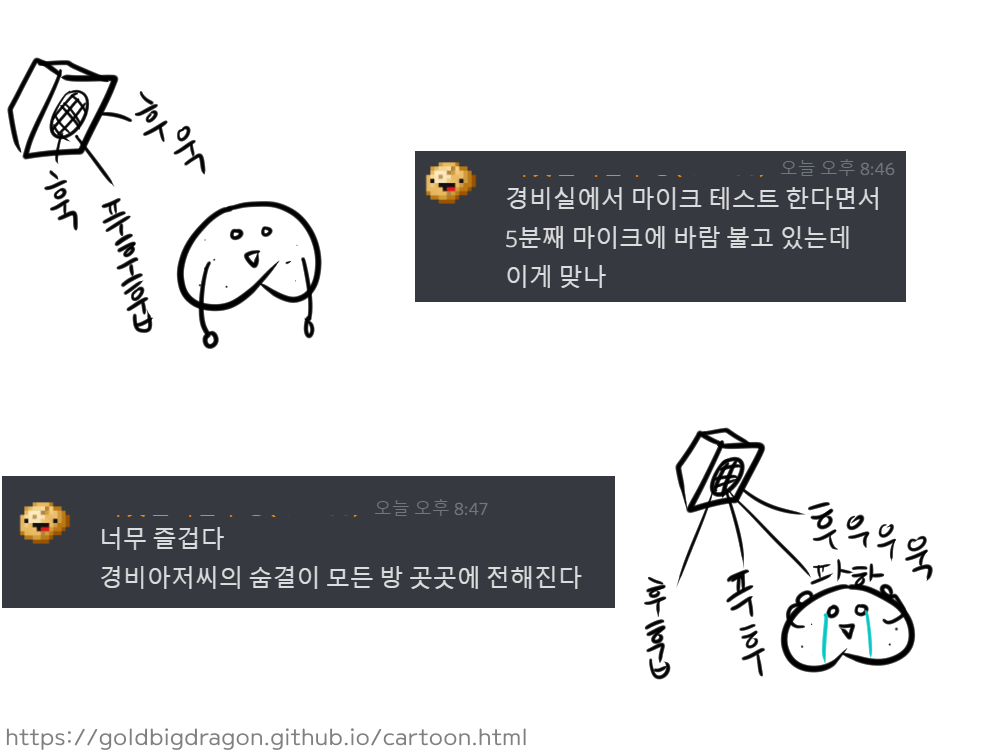 후욱
훅
푸후후훕
오늘 오후 8:46
경비실에서 마이크 테스트 한다면서
5분째 마이크에 바람 불고 있는데
이게 맞나
오늘 오후 8:47
너무 즐겁다
경비아저씨의 숨결이 모든 방 곳곳에 전해진다
후우우욱
파학
푸후
후훕
https://goldbigdragon.github.io/cartoon.html